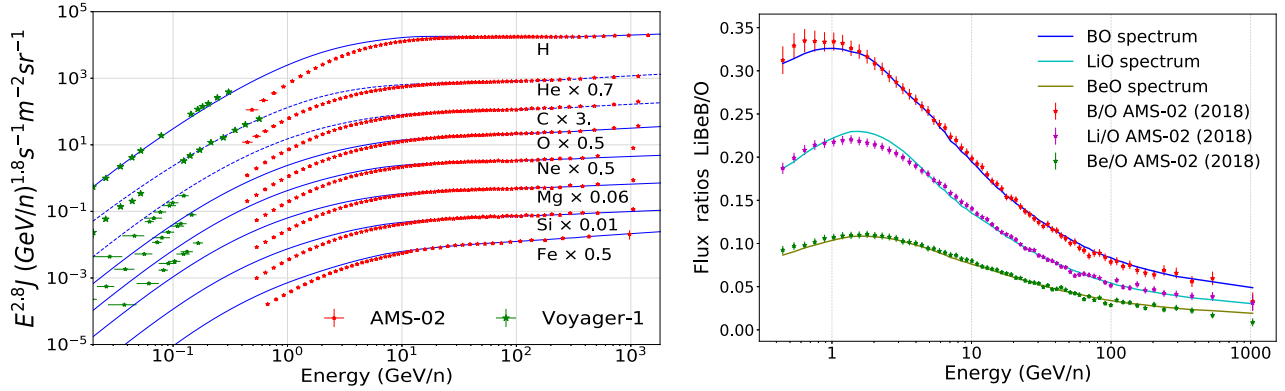 E^2.8 J (GeV/n)^1.8 s^−1 m^−2 sr^−1
10^5
10^3
10^1
10^−1
10^−3
10^−5
H
He × 0.7
C × 3.
O × 0.5
Ne × 0.5
Mg × 0.06
Si × 0.01
Fe × 0.5
AMS-02
Voyager-1
10^−1
10^0
10^1
10^2
10^3
Energy (GeV/n)
Flux ratios LiBeB/O
0.35
0.30
0.25
0.20
0.15
0.10
0.05
0.00
BO spectrum
LiO spectrum
BeO spectrum
B/O AMS-02 (2018)
Li/O AMS-02 (2018)
Be/O AMS-02 (2018)
1
10
100
1000
Energy (GeV/n)